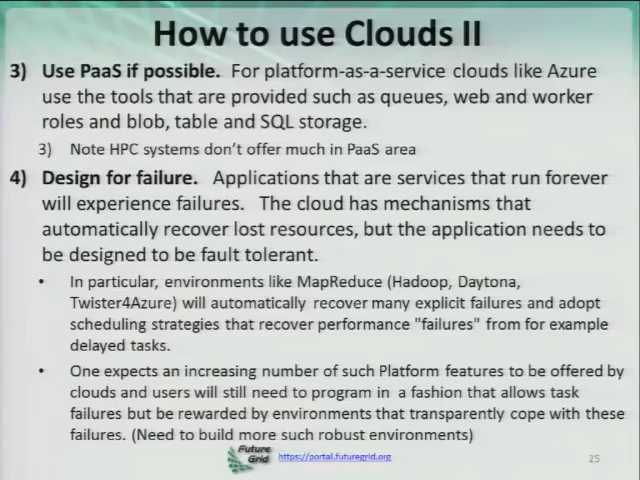 How to use Clouds II
3) Use PaaS if possible. For platform-as-a-service clouds like Azure
use the tools that are provided such as queues, web and worker
roles and blob, table and SQL storage.
3) Note HPC systems don't offer much in PaaS area
4) Design for failure. Applications that are services that run forever
will experience failures. The cloud has mechanisms that
automatically recover lost resources, but the application needs to
be designed to be fault tolerant.
• In particular, environments like MapReduce (Hadoop, Daytona,
Twister4Azure) will automatically recover many explicit failures and adopt
scheduling strategies that recover performance "failures" from for example
delayed tasks.
• One expects an increasing number of such Platform features to be offered by
clouds and users will still need to program in a fashion that allows task
failures but be rewarded by environments that transparently cope with these
failures. (Need to build more such robust environments)
Future
Grid https://portal.futuregrid.org 25